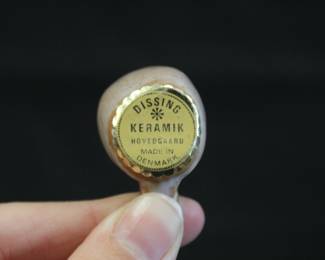 DISSING
KERAMIK
HOVEDGAARD
MADE IN
DENMARK